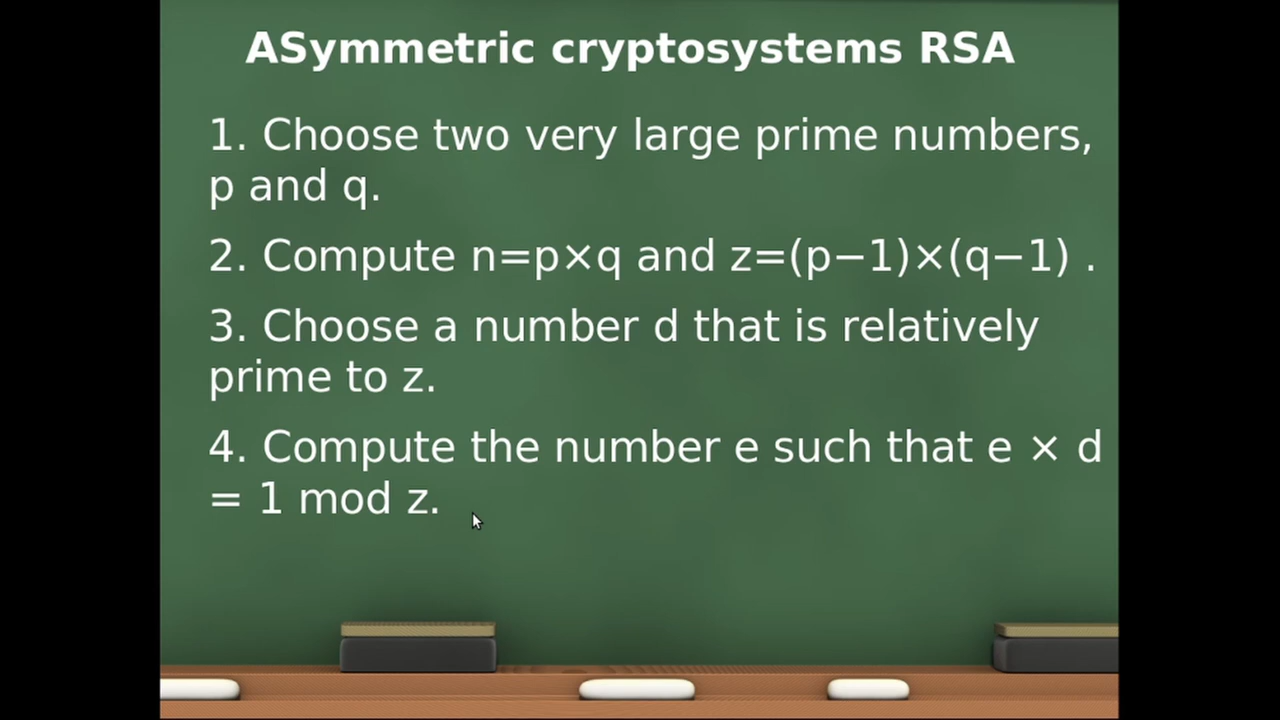 ASymmetric cryptosystems RSA
1. Choose two very large prime numbers,
p and q.
2. Compute n=p×q and z=(p−1)×(q−1) .
3. Choose a number d that is relatively
prime to z.
4. Compute the number e such that e × d
= 1 mod z.